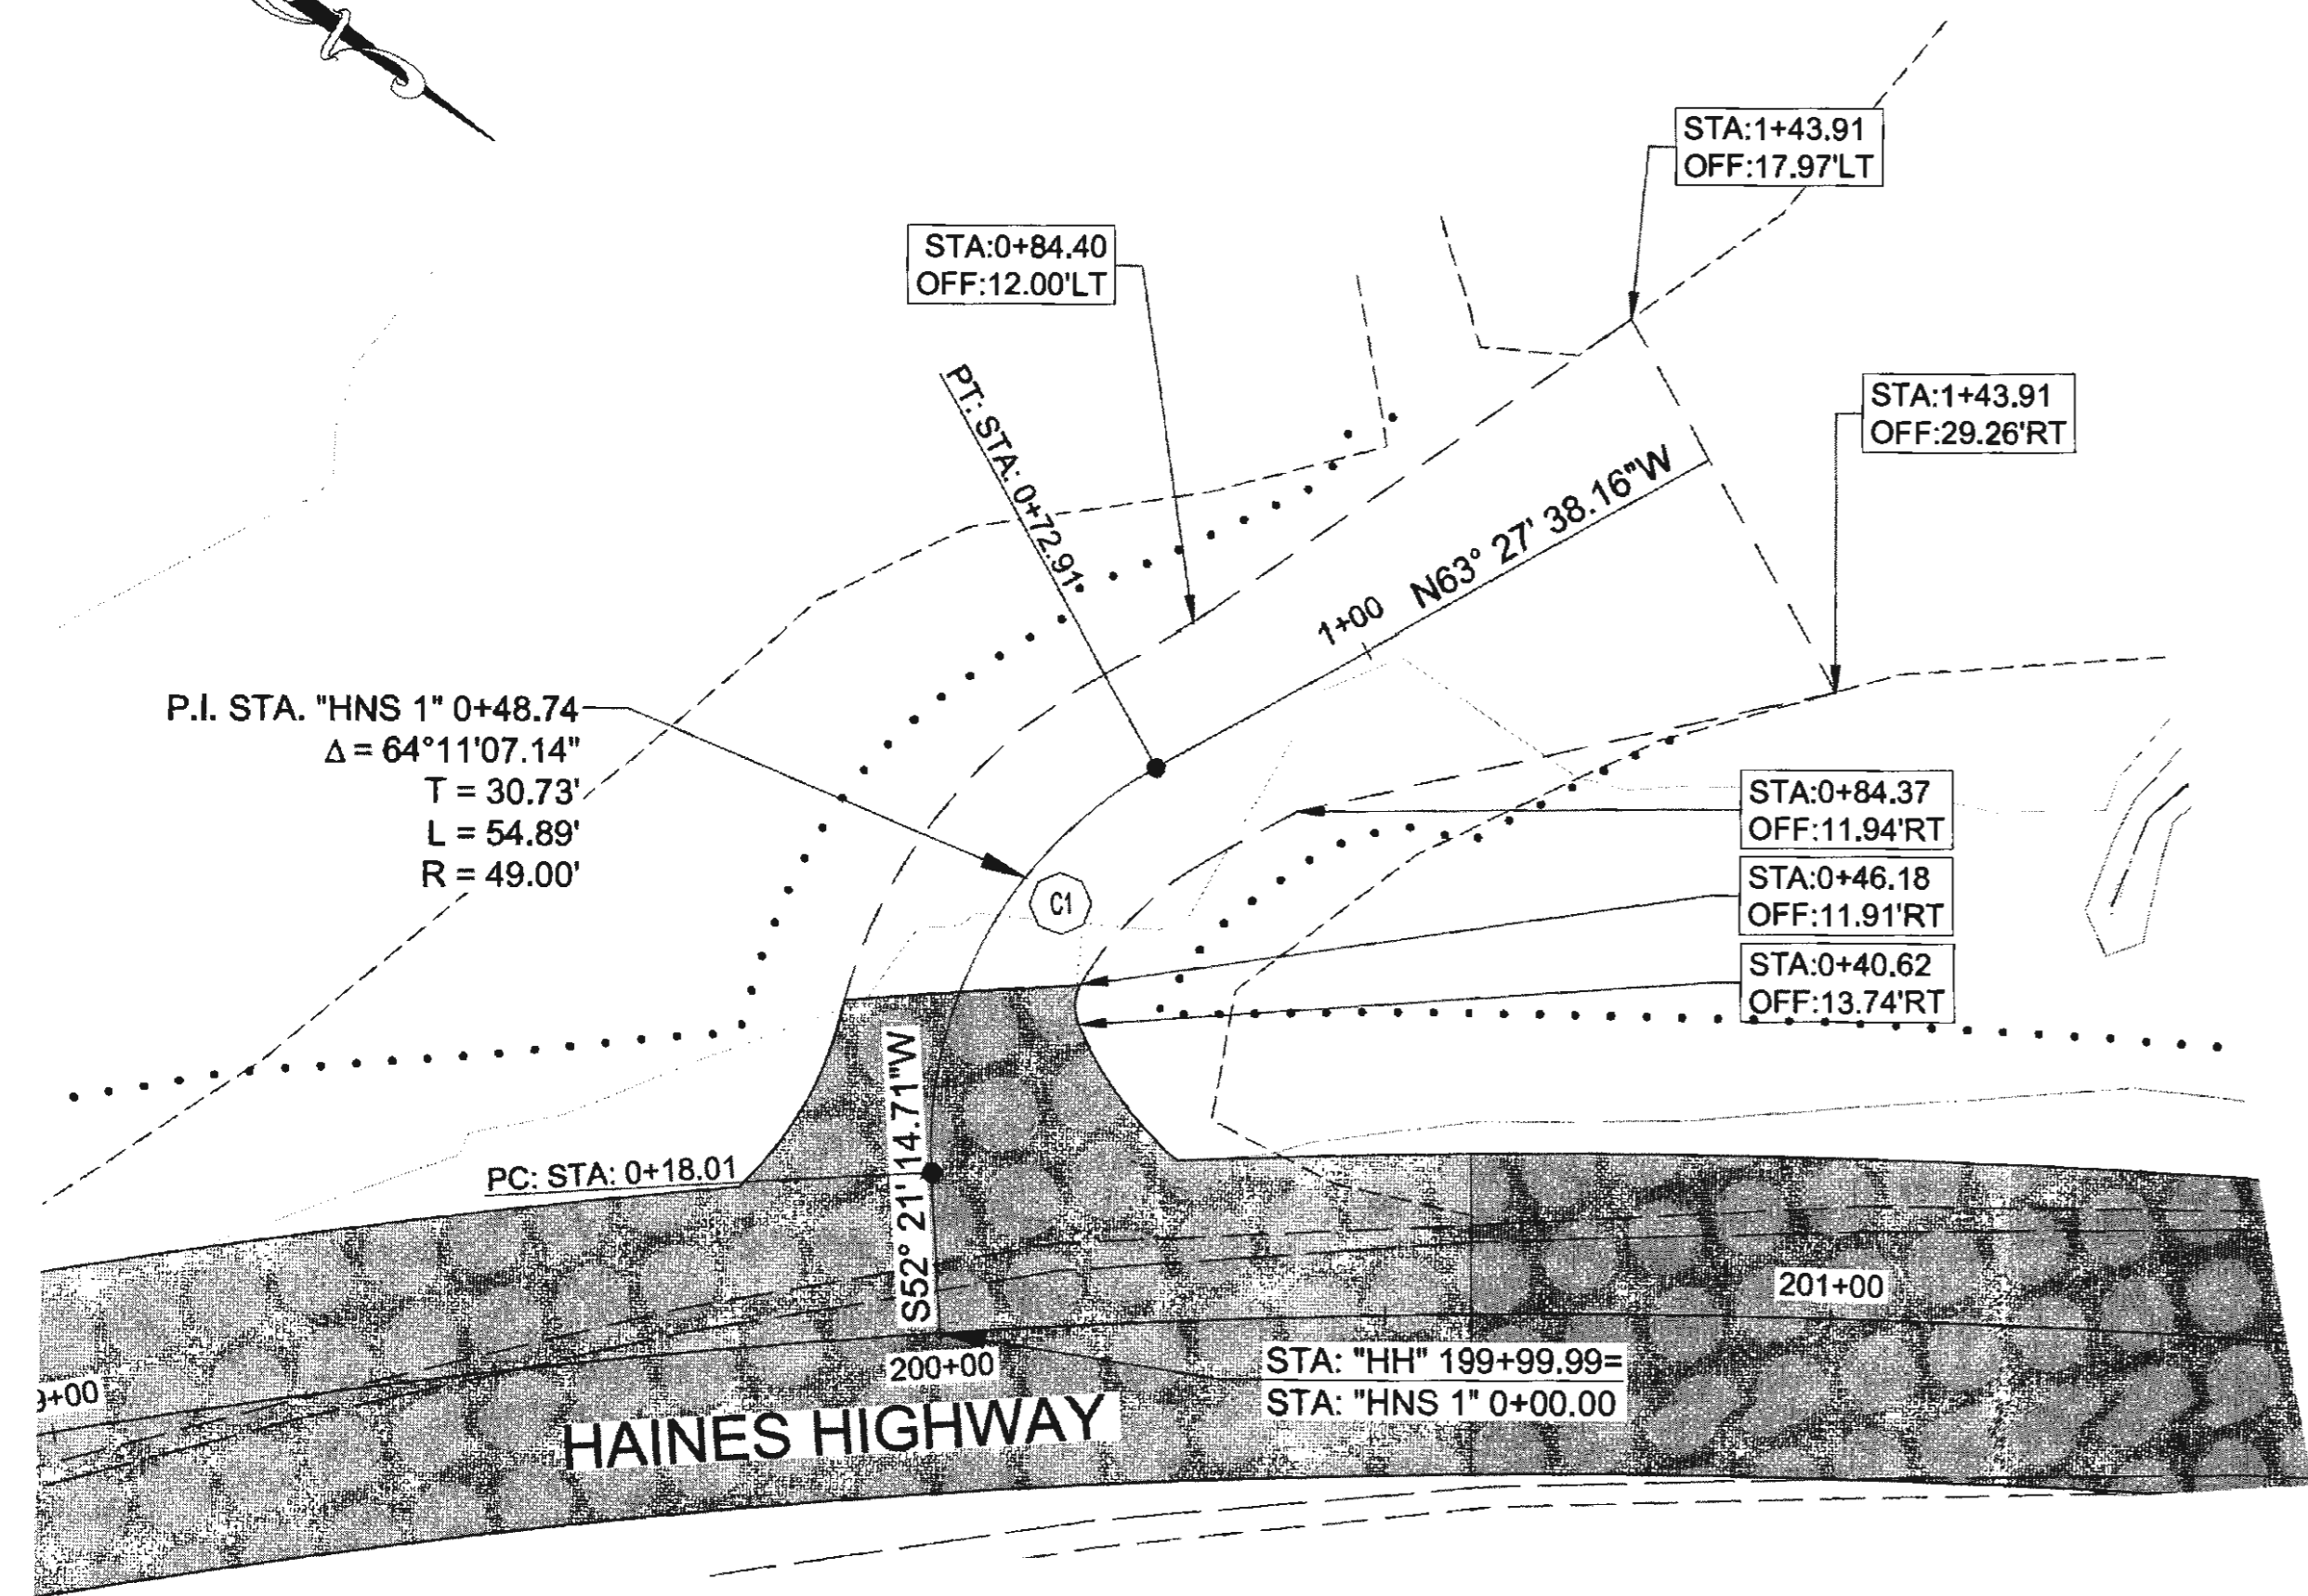 STA:1+43.91
OFF:17.97'LT
STA:0+84.40
OFF:12.00'LT
STA:1+43.91
OFF:29.26'RT
PT: STA: 0+72.91
1+00 N63° 27' 38.16"W
P.I. STA. "HNS 1" 0+48.74
Δ = 64°11'07.14"
T = 30.73'
L = 54.89'
R = 49.00'
C1
STA:0+84.37
OFF:11.94'RT
STA:0+46.18
OFF:11.91'RT
STA:0+40.62
OFF:13.74'RT
PC: STA: 0+18.01
S52° 21' 14.71"W
201+00
200+00
STA: "HH" 199+99.99=
STA: "HNS 1" 0+00.00
9+00
HAINES HIGHWAY